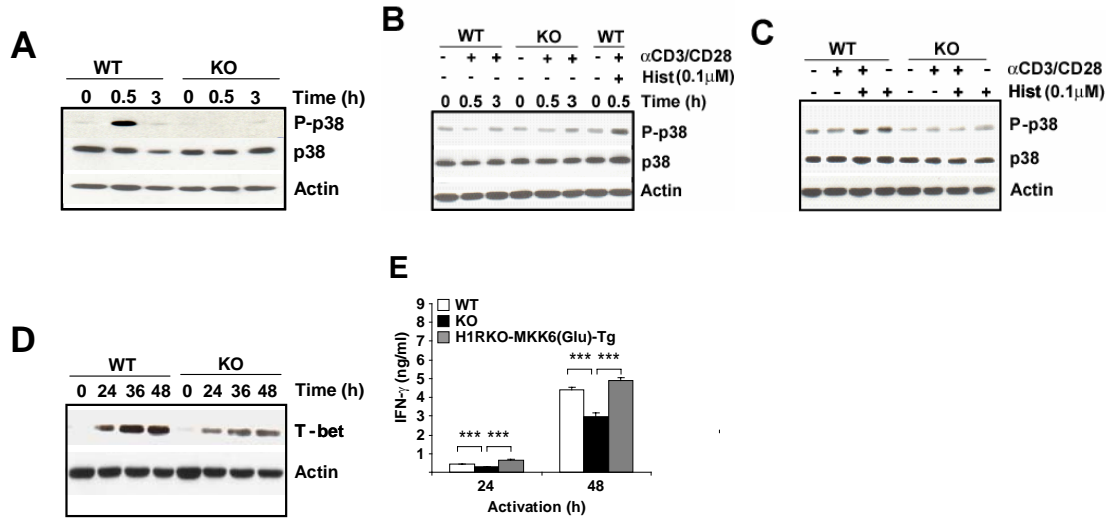 A
WT KO
0 0.5 3 0 0.5 3 Time (h)
P-p38
p38
Actin
B
WT KO WT
- + + - + + - + αCD3/CD28
- - - - - - - + Hist (0.1μM)
0 0.5 3 0 0.5 3 0 0.5 Time (h)
P-p38
p38
Actin
C
WT KO
- + + - - + + - αCD3/CD28
- - + + - - + + Hist (0.1μM)
P-p38
p38
Actin
D
WT KO
0 24 36 48 0 24 36 48 Time (h)
T-bet
Actin
E
WT
KO
H1RKO-MKK6(Glu)-Tg
IFN-γ (ng/ml)
9
8
7
6
5
4
3
2
1
*** ***
*** ***
24 48
Activation (h)